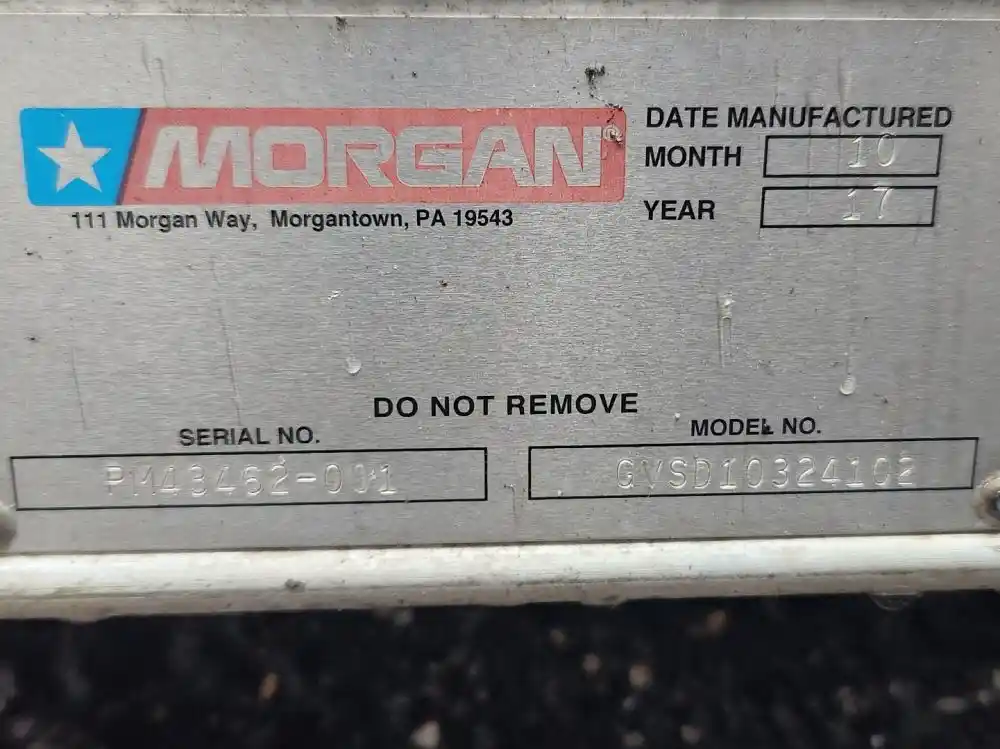 MORGAN
111 Morgan Way, Morgantown, PA 19543
DATE MANUFACTURED
MONTH 10
YEAR 17
DO NOT REMOVE
SERIAL NO.
PM43462-001
MODEL NO.
GVSD10324102